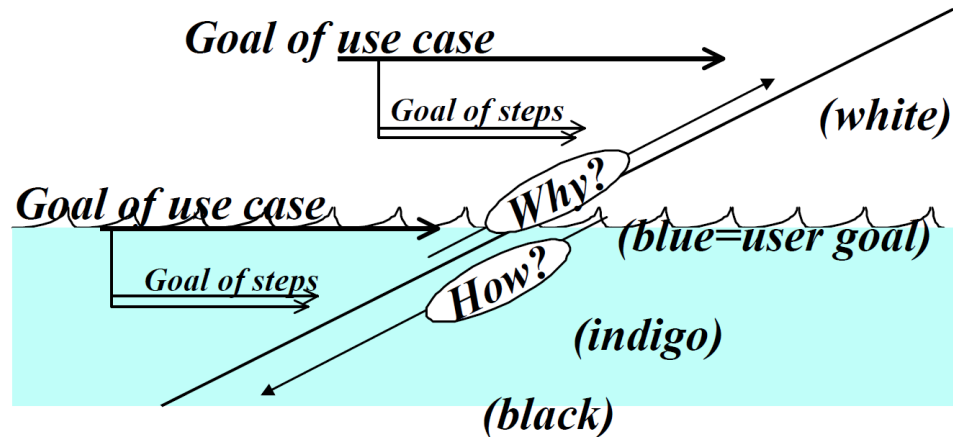 Goal of use case
Goal of steps
(white)
Why?
Goal of use case
(blue=user goal)
Goal of steps
How?
(indigo)
(black)